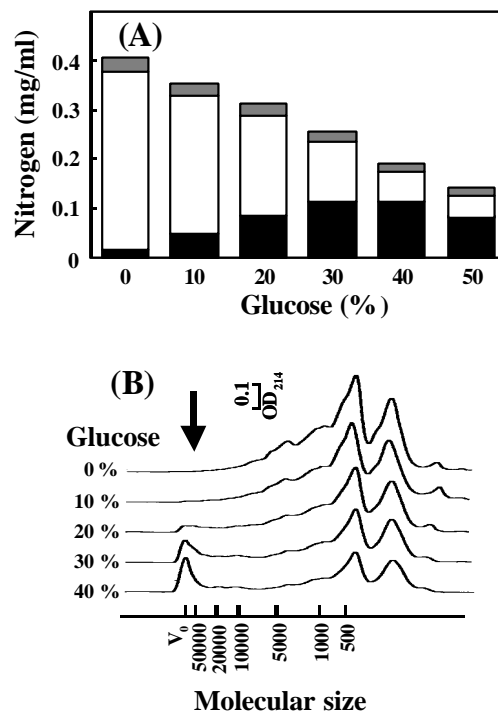 (A)
Nitrogen (mg/ml)
0.4
0.3
0.2
0.1
0
0 10 20 30 40 50
Glucose (%)
(B)
0.1
OD214
Glucose
0 %
10 %
20 %
30 %
40 %
V0 50000 20000 10000 5000 1000 500
Molecular size